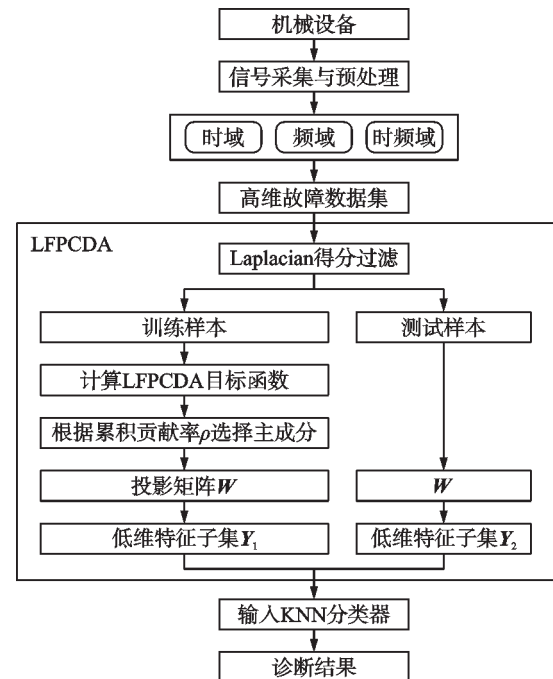 机械设备
信号采集与预处理
时域 频域 时频域
高维故障数据集
LFPCDA
Laplacian得分过滤
训练样本 测试样本
计算LFPCDA目标函数
根据累积贡献率ρ选择主成分
投影矩阵W W
低维特征子集Y₁ 低维特征子集Y₂
输入KNN分类器
诊断结果